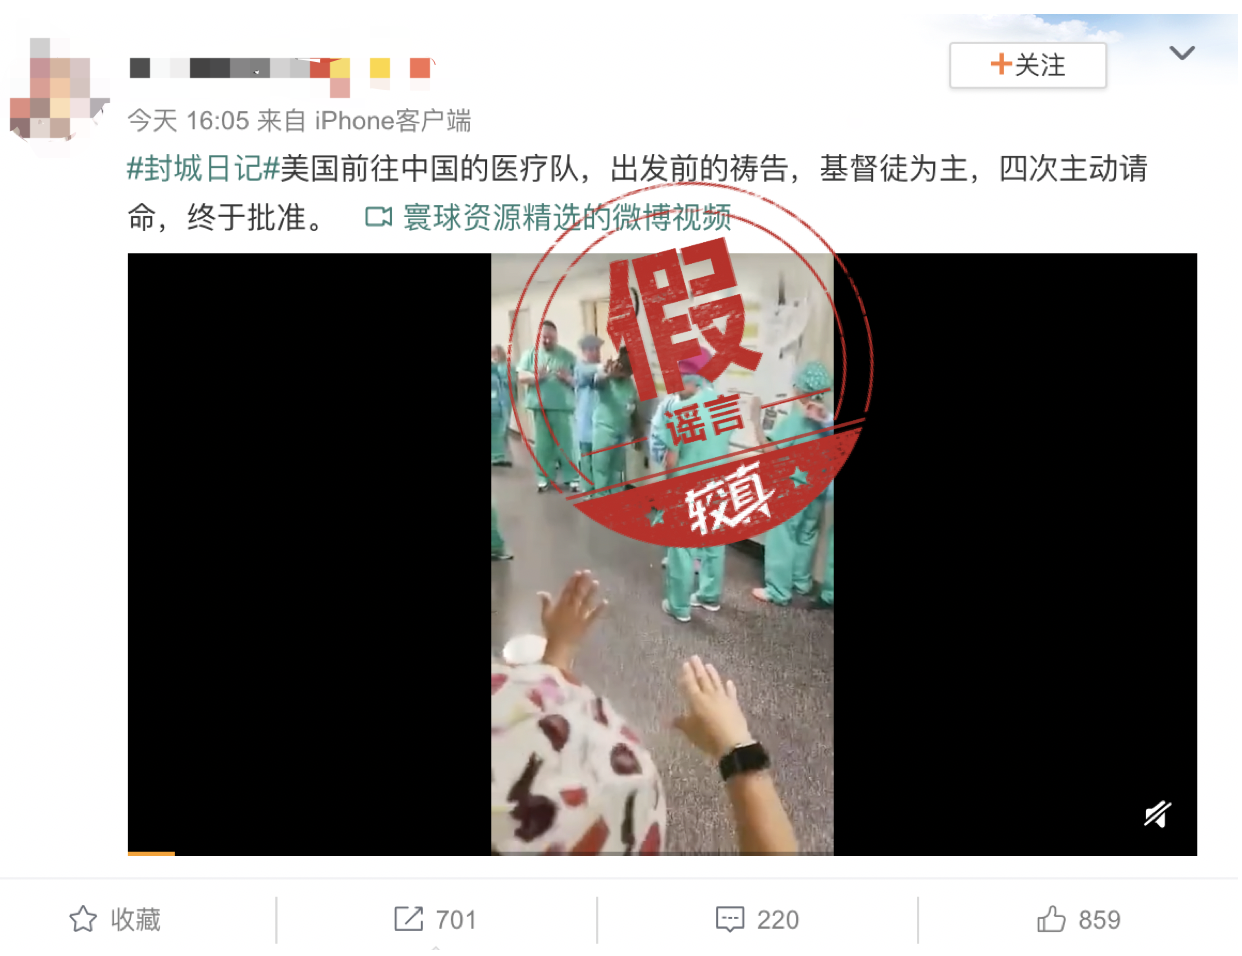 +关注
今天 16:05 来自 iPhone客户端
#封城日记#美国前往中国的医疗队，出发前的祷告，基督徒为主，四次主动请
命，终于批准。 寰球资源精选的微博视频
假
谣言
较真
收藏
701
220
859